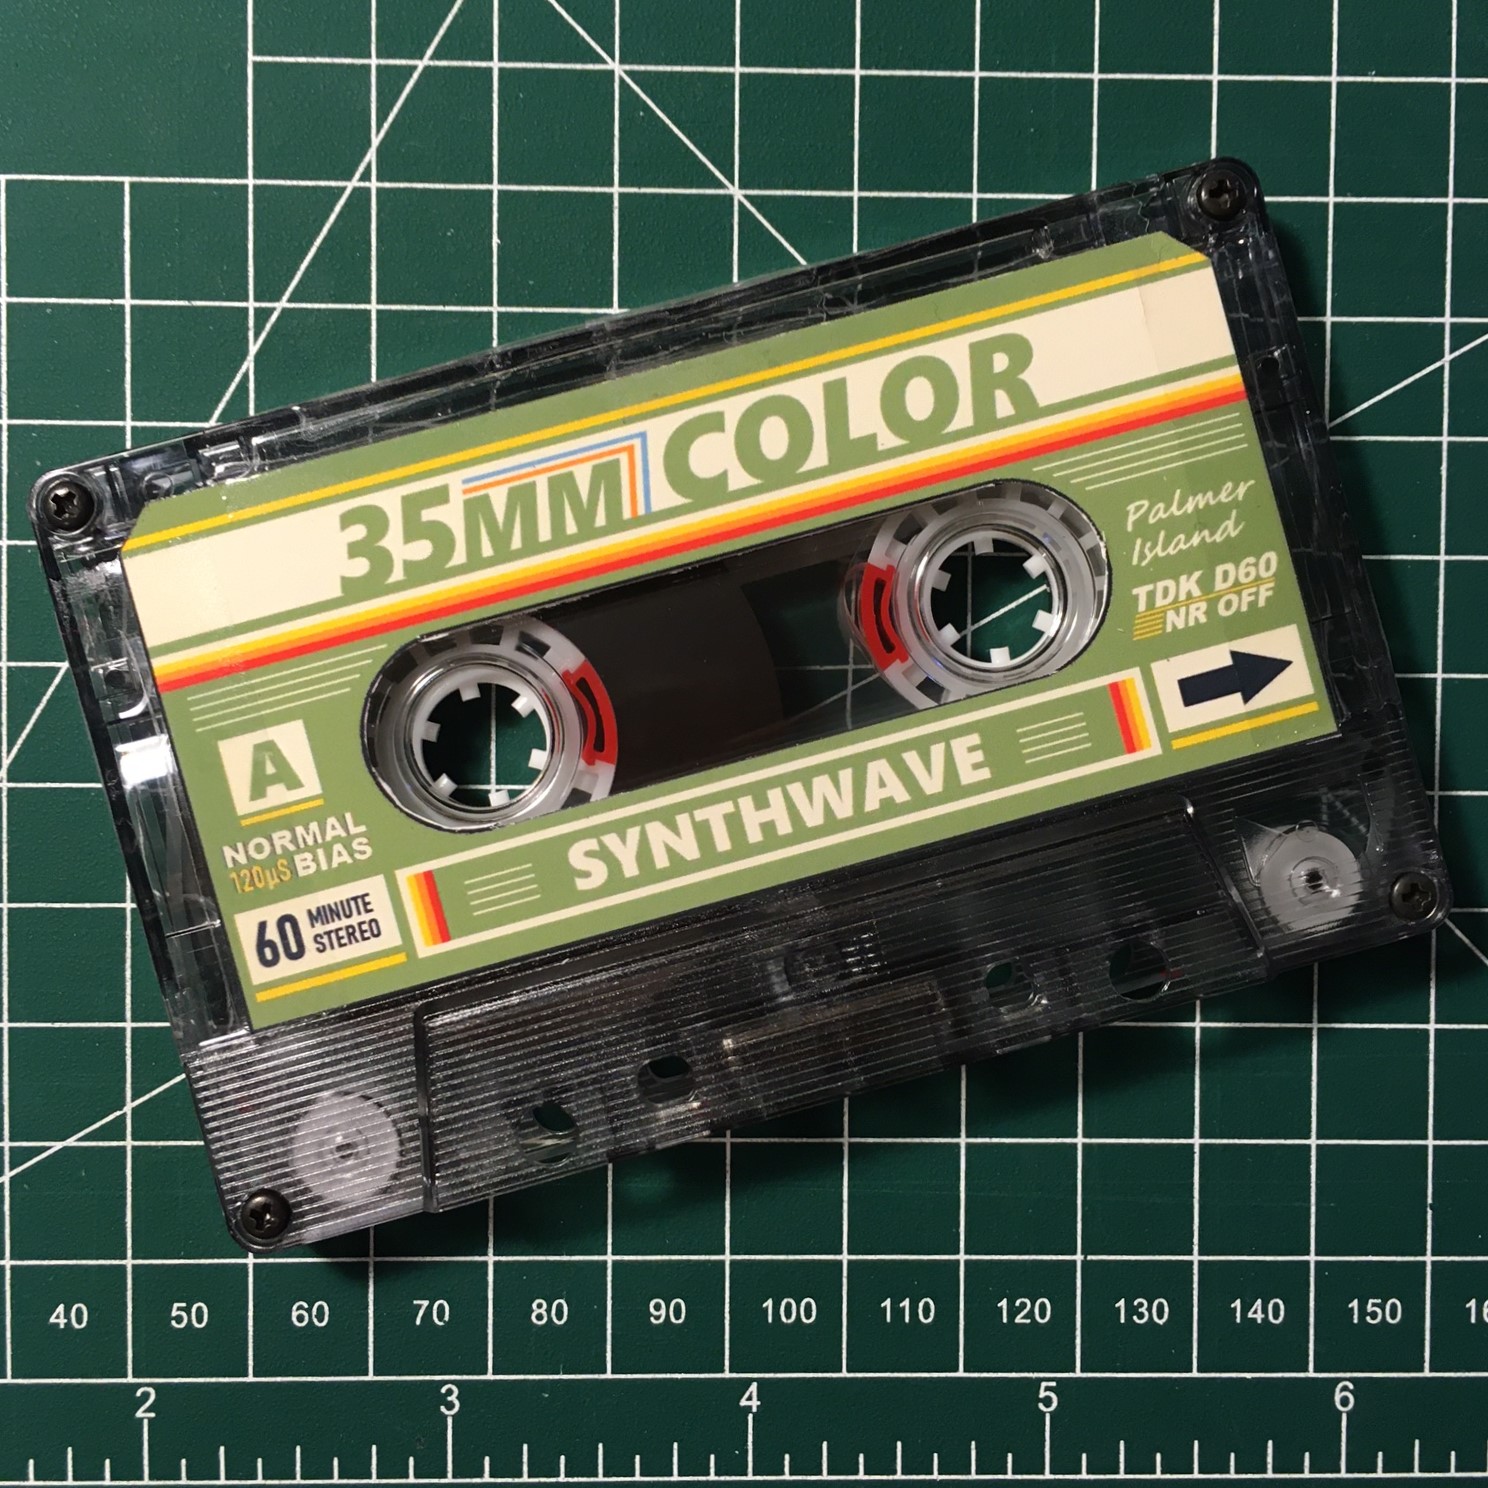 35MM COLOR
Palmer
Island
TDK D60
NR OFF
A
NORMAL
120µS BIAS
60 MINUTE
STEREO
SYNTHWAVE
40 50 60 70 80 90 100 110 120 130 140 150
2 3 4 5 6